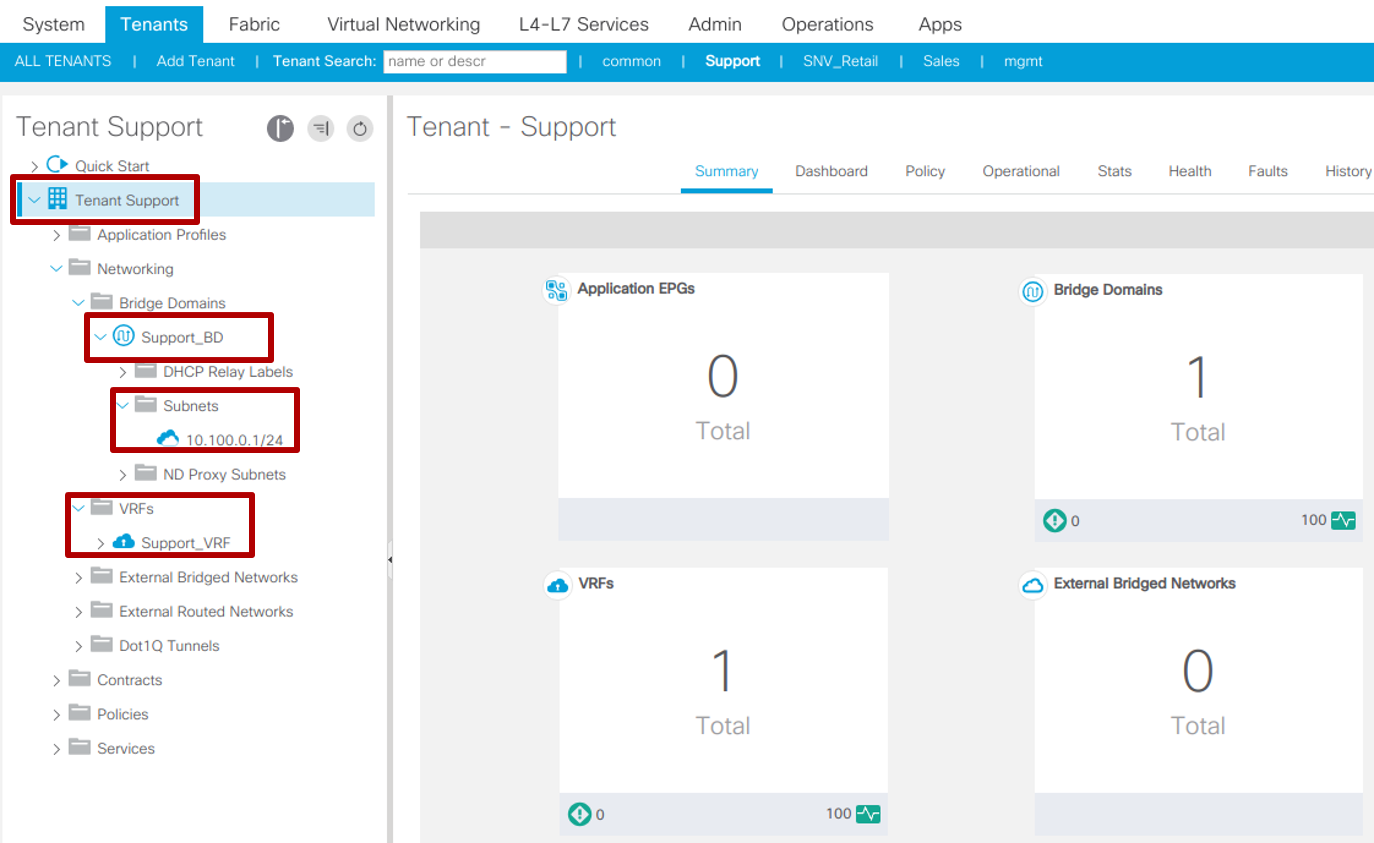 System Tenants Fabric Virtual Networking L4-L7 Services Admin Operations Apps
ALL TENANTS | Add Tenant | Tenant Search: name or descr | common | Support | SNV_Retail | Sales | mgmt
Tenant Support
Quick Start
Tenant Support
Application Profiles
Networking
Bridge Domains
Support_BD
DHCP Relay Labels
Subnets
10.100.0.1/24
ND Proxy Subnets
VRFs
Support_VRF
External Bridged Networks
External Routed Networks
Dot1Q Tunnels
Contracts
Policies
Services
Tenant - Support
Summary Dashboard Policy Operational Stats Health Faults History
Application EPGs
0
Total
Bridge Domains
1
Total
0 100
VRFs
1
Total
0 100
External Bridged Networks
0
Total